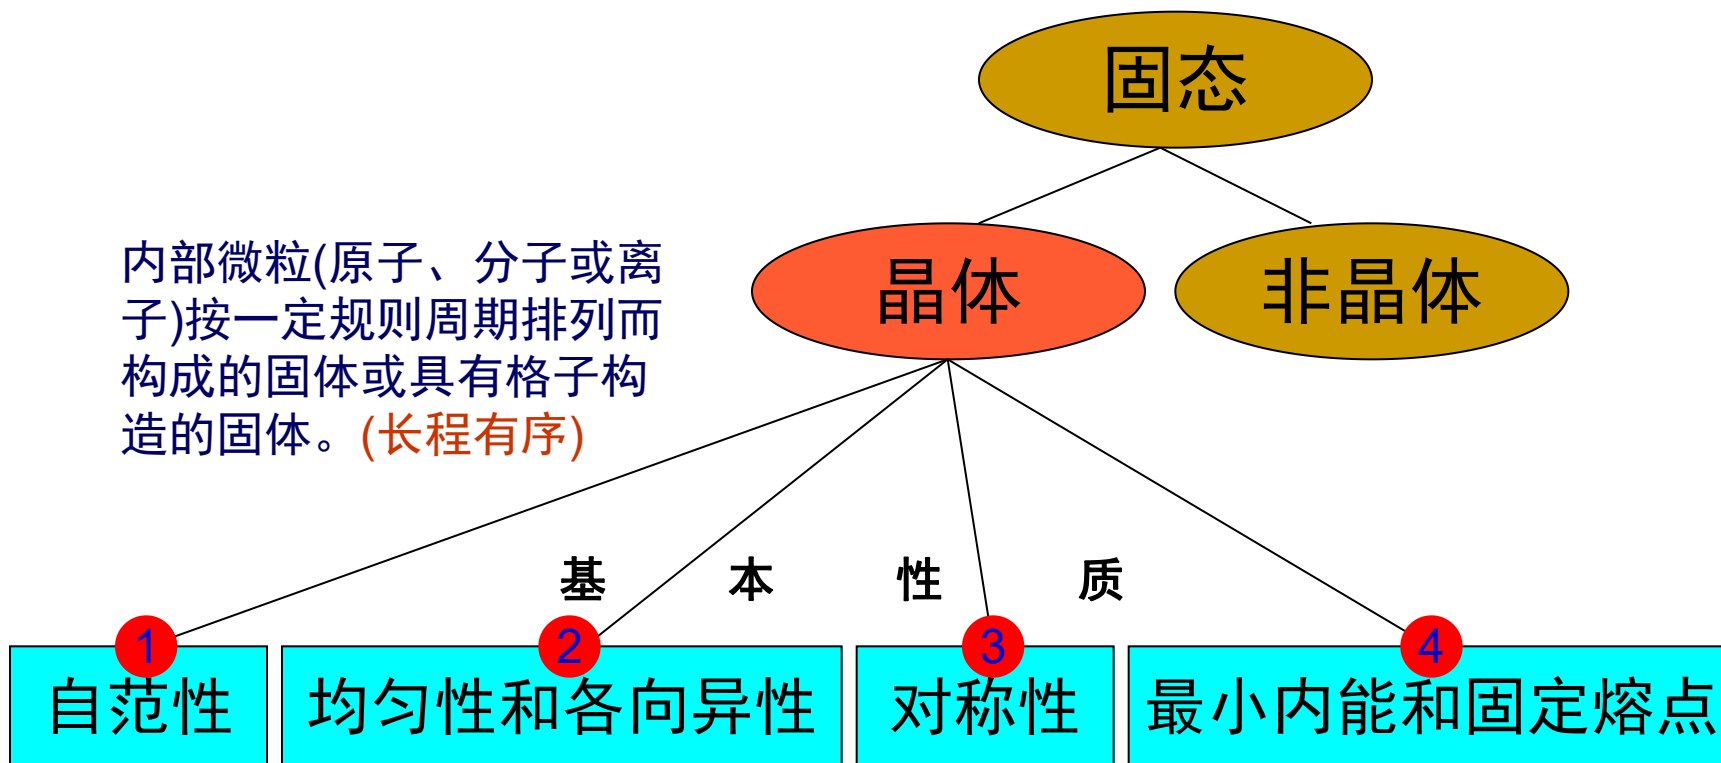 固态
晶体
非晶体
内部微粒(原子、分子或离
子)按一定规则周期排列而
构成的固体或具有格子构
造的固体。(长程有序)
基 本 性 质
1
自范性
2
均匀性和各向异性
3
对称性
4
最小内能和固定熔点